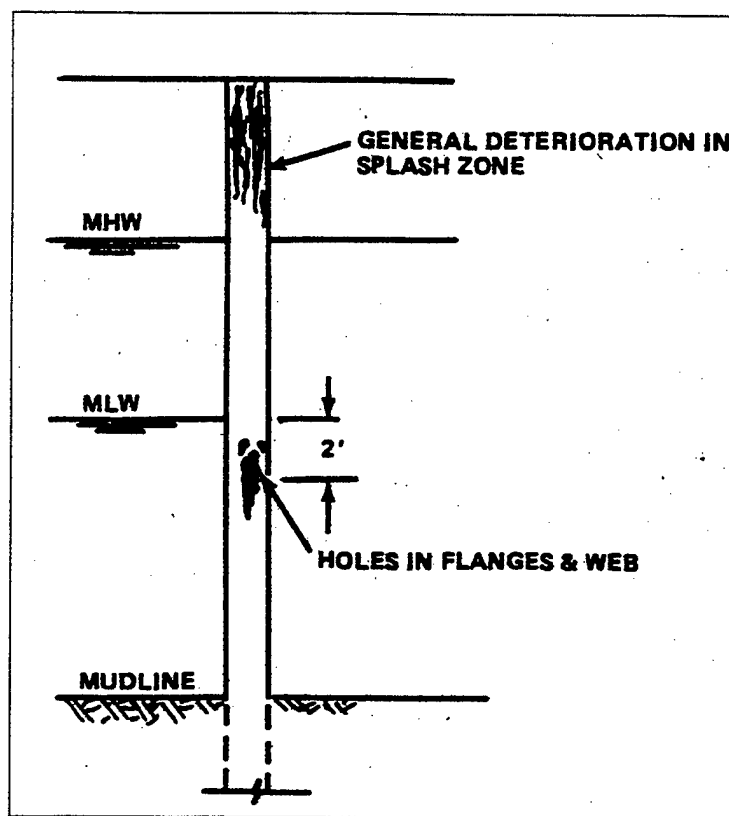 GENERAL DETERIORATION IN
SPLASH ZONE
MHW
MLW
2'
HOLES IN FLANGES & WEB
MUDLINE